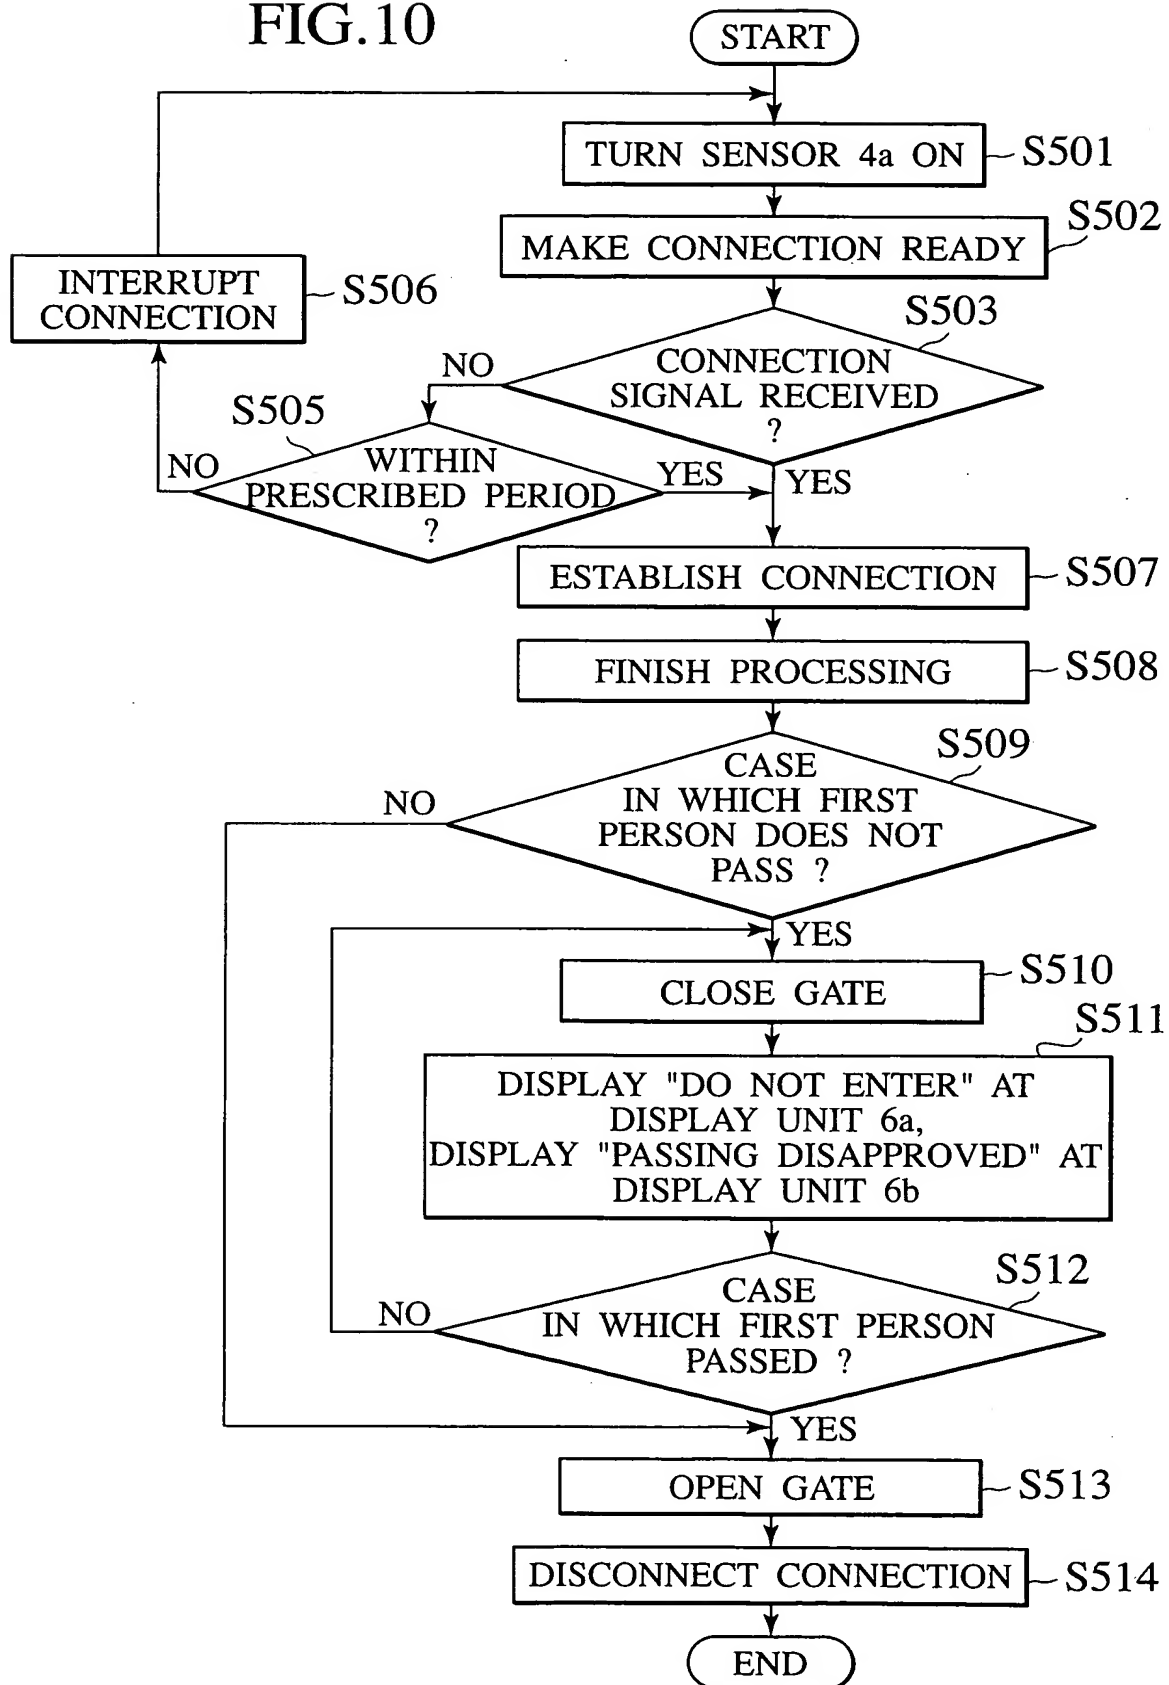 FIG.10
START
TURN SENSOR 4a ON
S501
MAKE CONNECTION READY
S502
INTERRUPT
CONNECTION
S506
CONNECTION
SIGNAL RECEIVED
?
S503
NO
YES
WITHIN
PRESCRIBED PERIOD
?
S505
NO
YES
ESTABLISH CONNECTION
S507
FINISH PROCESSING
S508
CASE
IN WHICH FIRST
PERSON DOES NOT
PASS ?
S509
NO
YES
CLOSE GATE
S510
DISPLAY "DO NOT ENTER" AT
DISPLAY UNIT 6a,
DISPLAY "PASSING DISAPPROVED" AT
DISPLAY UNIT 6b
S511
CASE
IN WHICH FIRST PERSON
PASSED ?
S512
NO
YES
OPEN GATE
S513
DISCONNECT CONNECTION
S514
END